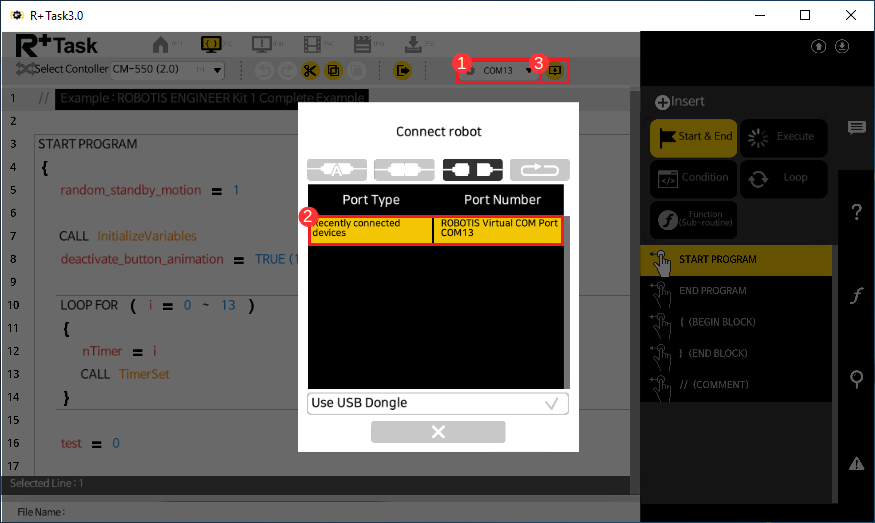 R+ Task3.0
R+Task
Select Contoller CM-550 (2.0)
1
COM13
3
1 // Example : ROBOTIS ENGINEER Kit 1 Complete Example
2
3 START PROGRAM
4 {
5 random_standby_motion = 1
6
7 CALL InitializeVariables
8 deactivate_button_animation = TRUE (1
9
10 LOOP FOR ( i = 0 ~ 13 )
11 {
12 nTimer = i
13 CALL TimerSet
14 }
15
16 test = 0
17
Selected Line : 1
File Name :
Connect robot
A
Port Type Port Number
2
Recently connected
devices
ROBOTIS Virtual COM Port
COM13
Use USB Dongle
Insert
Start & End
Execute
Condition
Loop
Function
(Sub-routine)
START PROGRAM
END PROGRAM
{ (BEGIN BLOCK)
} (END BLOCK)
// (COMMENT)